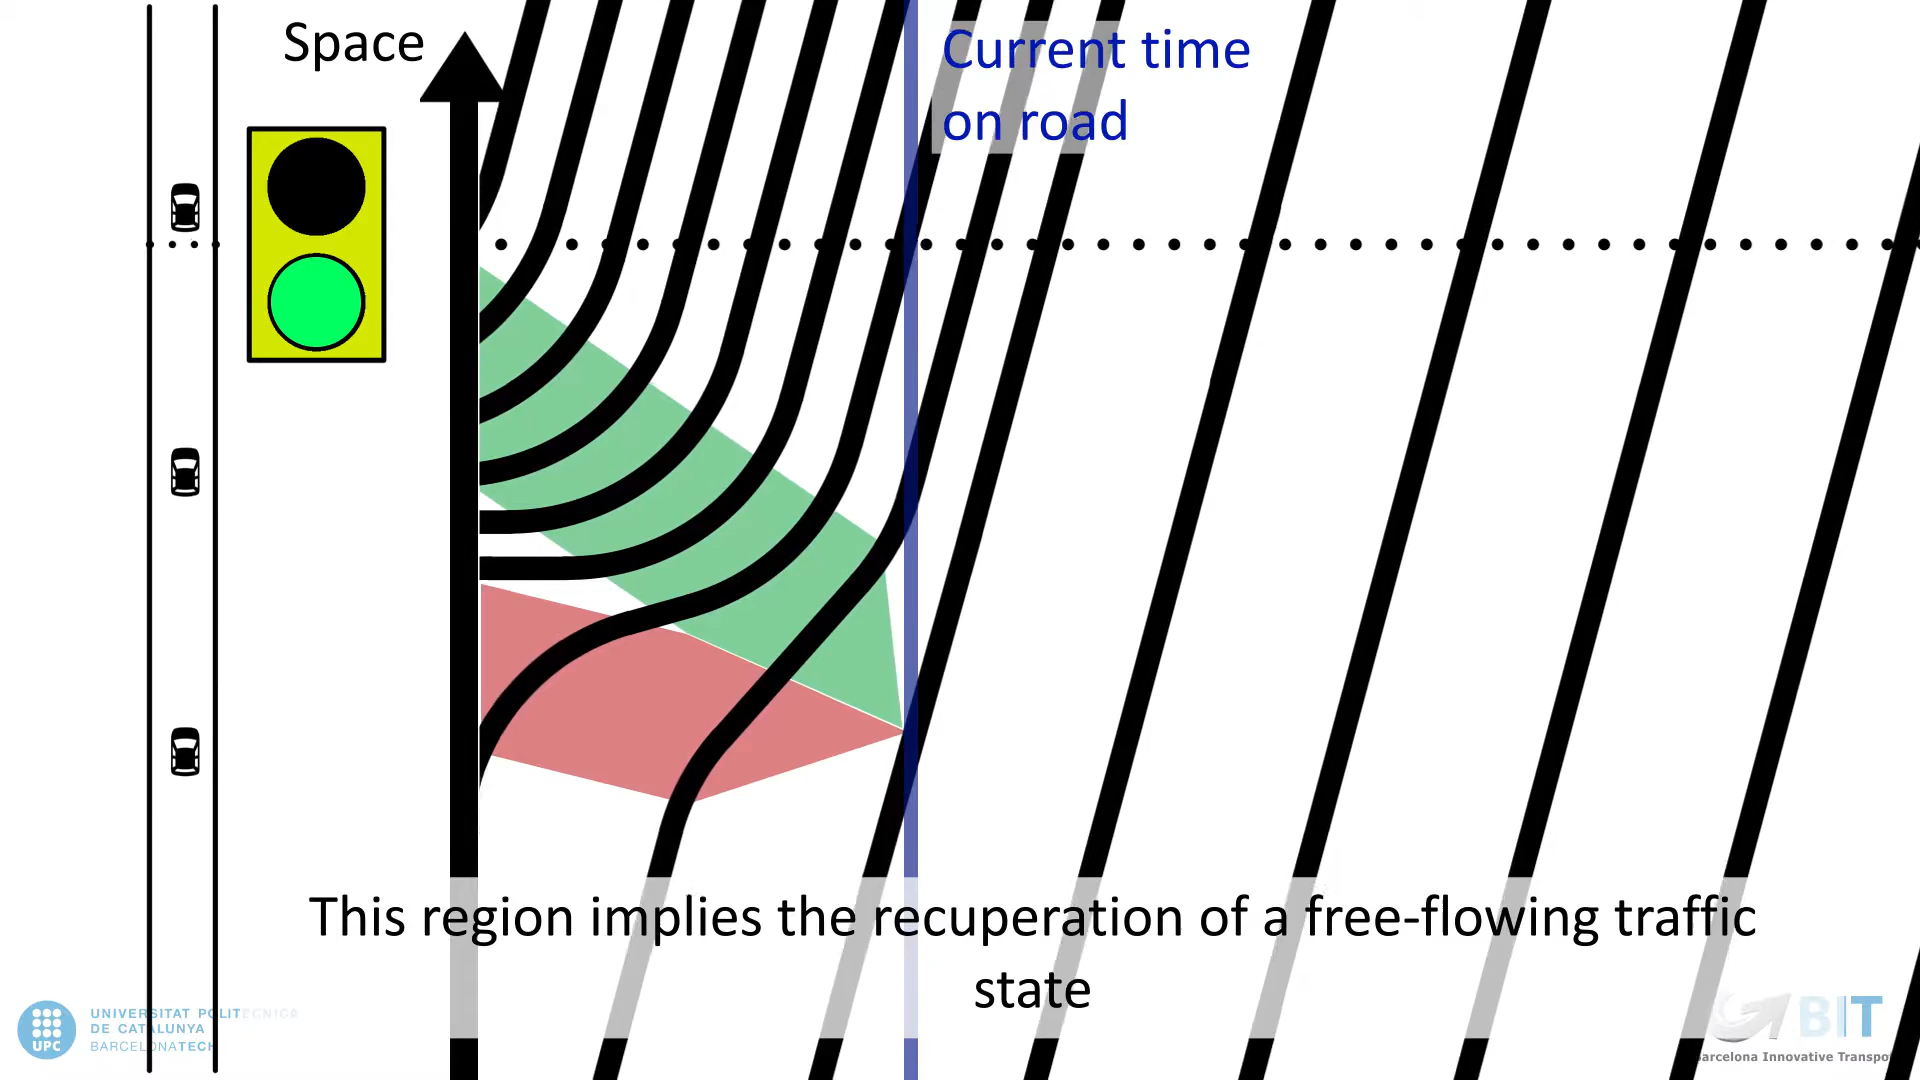 Space
Current time
on road
This region implies the recuperation of a free-flowing traffic
state
UNIVERSITAT POLITÈCNICA
DE CATALUNYA
BARCELONATECH
UPC
BIT
Barcelona Innovative Transpo